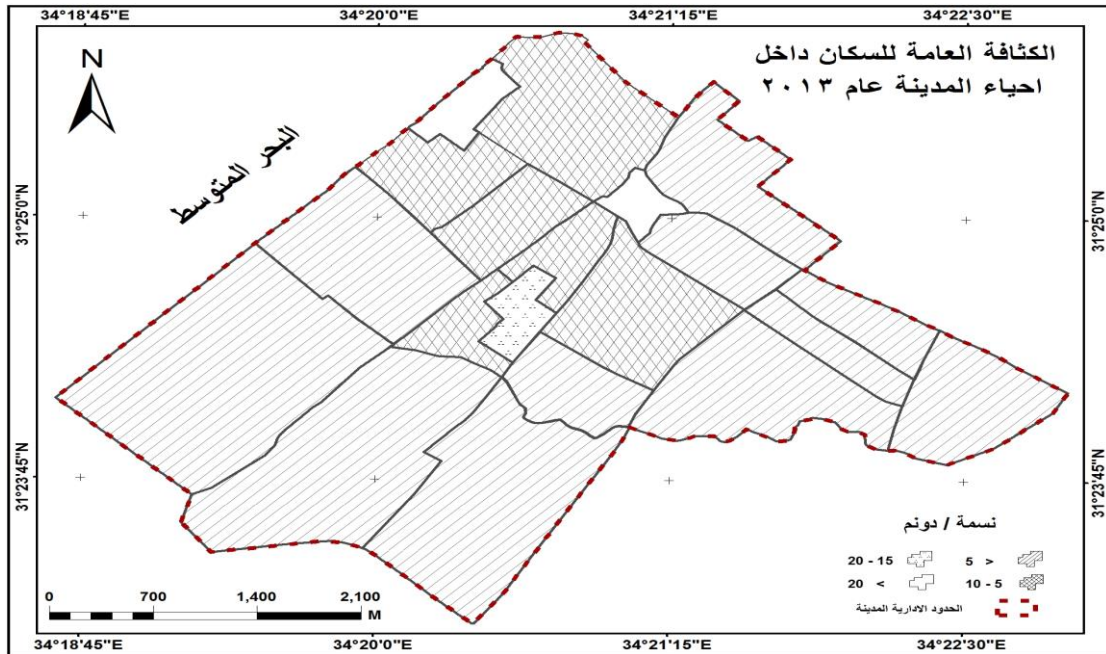 34°18'45"E 34°20'0"E 34°21'15"E 34°22'30"E
الكثافة العامة للسكان داخل
احياء المدينة عام ٢٠١٣
N
البحر المتوسط
31°25'0"N 31°25'0"N
31°23'45"N 31°23'45"N
نسمة / دونم
5 > 20 - 15
10 - 5 20 <
الحدود الادارية المدينة
0 700 1,400 2,100
M
34°18'45"E 34°20'0"E 34°21'15"E 34°22'30"E